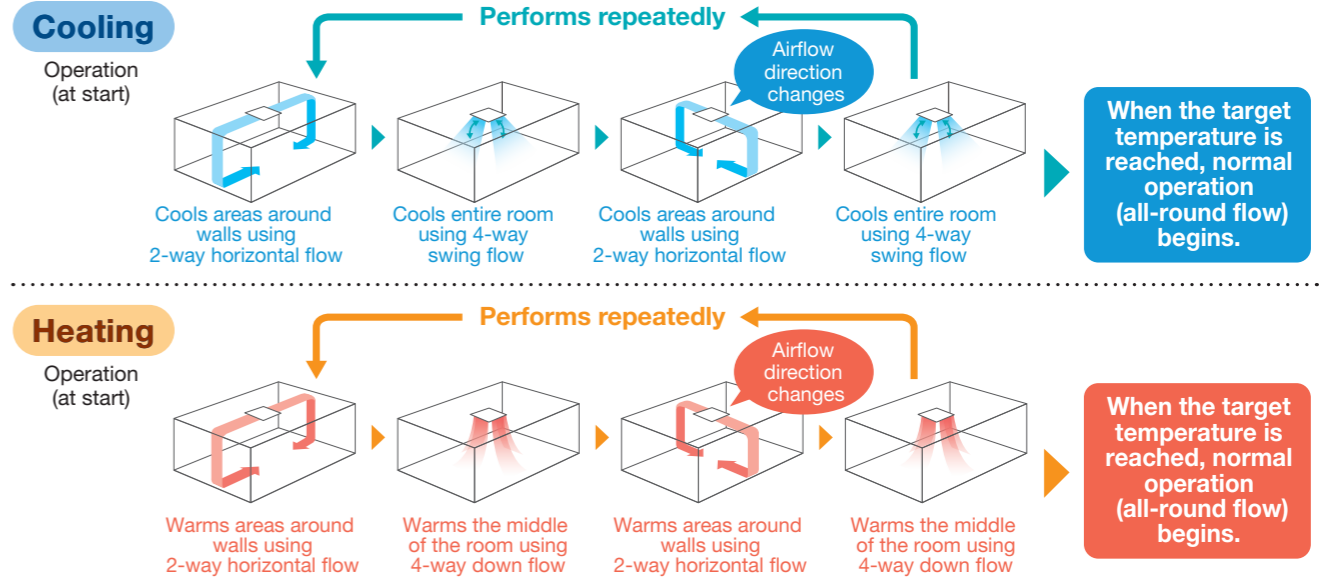 Cooling
Operation
(at start)
Performs repeatedly
Airflow
direction
changes
Cools areas around
walls using
2-way horizontal flow
Cools entire room
using 4-way
swing flow
Cools areas around
walls using
2-way horizontal flow
Cools entire room
using 4-way
swing flow
When the target
temperature is
reached, normal
operation
(all-round flow)
begins.
Heating
Operation
(at start)
Performs repeatedly
Airflow
direction
changes
Warms areas around
walls using
2-way horizontal flow
Warms the middle
of the room using
4-way down flow
Warms areas around
walls using
2-way horizontal flow
Warms the middle
of the room using
4-way down flow
When the target
temperature is
reached, normal
operation
(all-round flow)
begins.